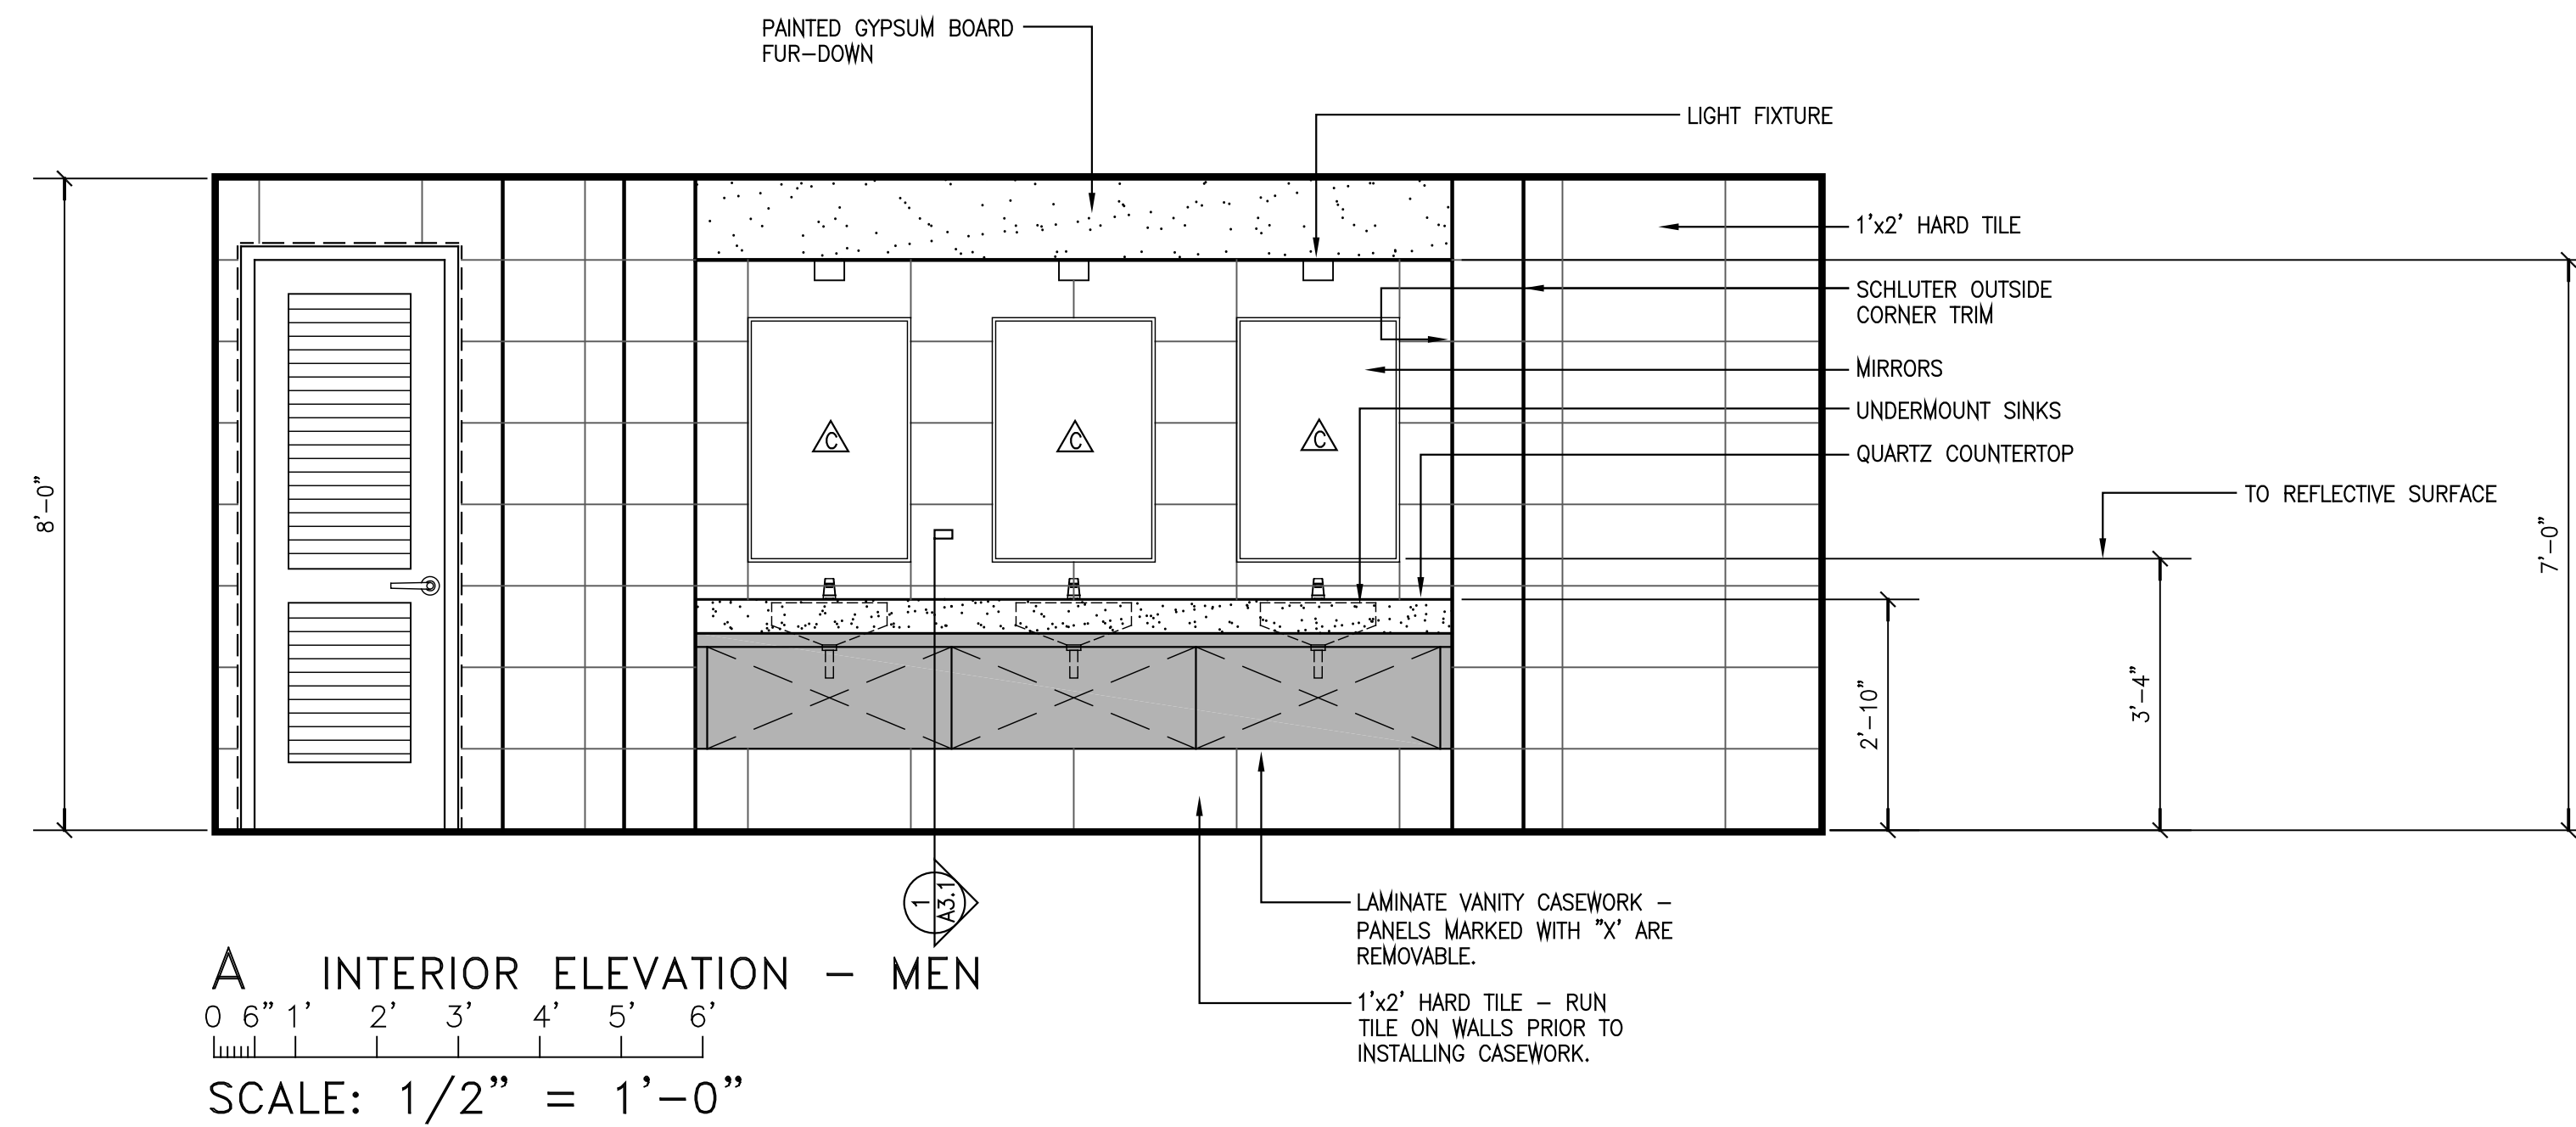 PAINTED GYPSUM BOARD
FUR-DOWN
LIGHT FIXTURE
1'x2' HARD TILE
SCHLUTER OUTSIDE
CORNER TRIM
MIRRORS
UNDERMOUNT SINKS
QUARTZ COUNTERTOP
TO REFLECTIVE SURFACE
8'-0"
C
C
C
2'-10"
3'-4"
7'-0"
1
A3.1
LAMINATE VANITY CASEWORK -
PANELS MARKED WITH "X' ARE
REMOVABLE.
1'x2' HARD TILE - RUN
TILE ON WALLS PRIOR TO
INSTALLING CASEWORK.
A INTERIOR ELEVATION - MEN
0 6" 1' 2' 3' 4' 5' 6'
SCALE: 1/2" = 1'-0"